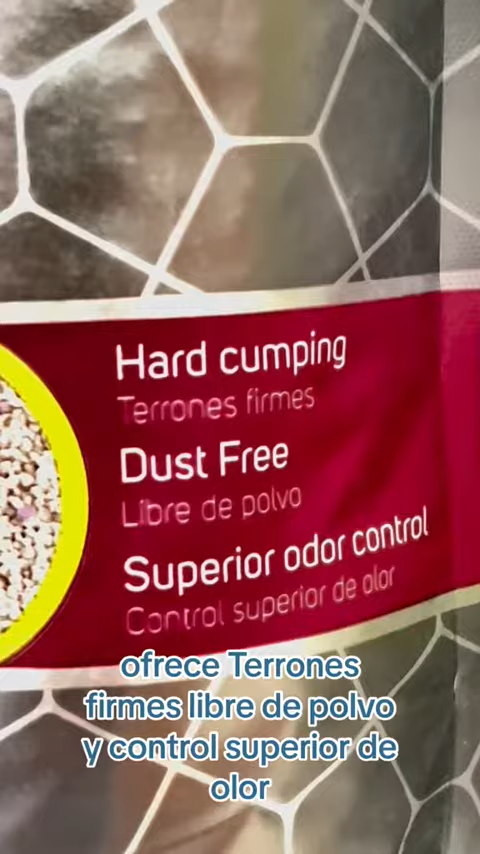 Hard cumping
Terrones firmes
Dust Free
Libre de polvo
Superior odor control
Control superior de olor
ofrece Terrones
firmes libre de polvo
y control superior de
olor